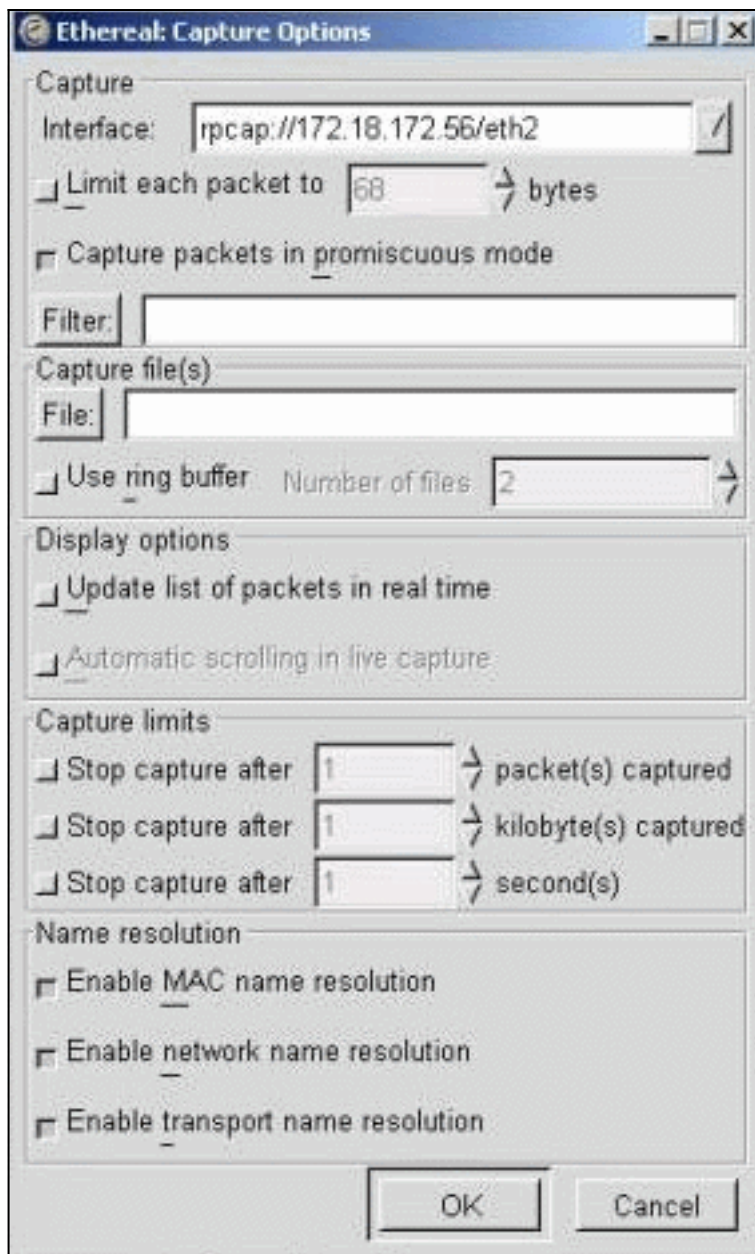 Ethereal: Capture Options
Capture
Interface: rpcap://172.18.172.56/eth2
Limit each packet to 68 bytes
Capture packets in promiscuous mode
Filter:
Capture file(s)
File:
Use ring buffer Number of files 2
Display options
Update list of packets in real time
Automatic scrolling in live capture
Capture limits
Stop capture after 1 packet(s) captured
Stop capture after 1 kilobyte(s) captured
Stop capture after 1 second(s)
Name resolution
Enable MAC name resolution
Enable network name resolution
Enable transport name resolution
OK Cancel